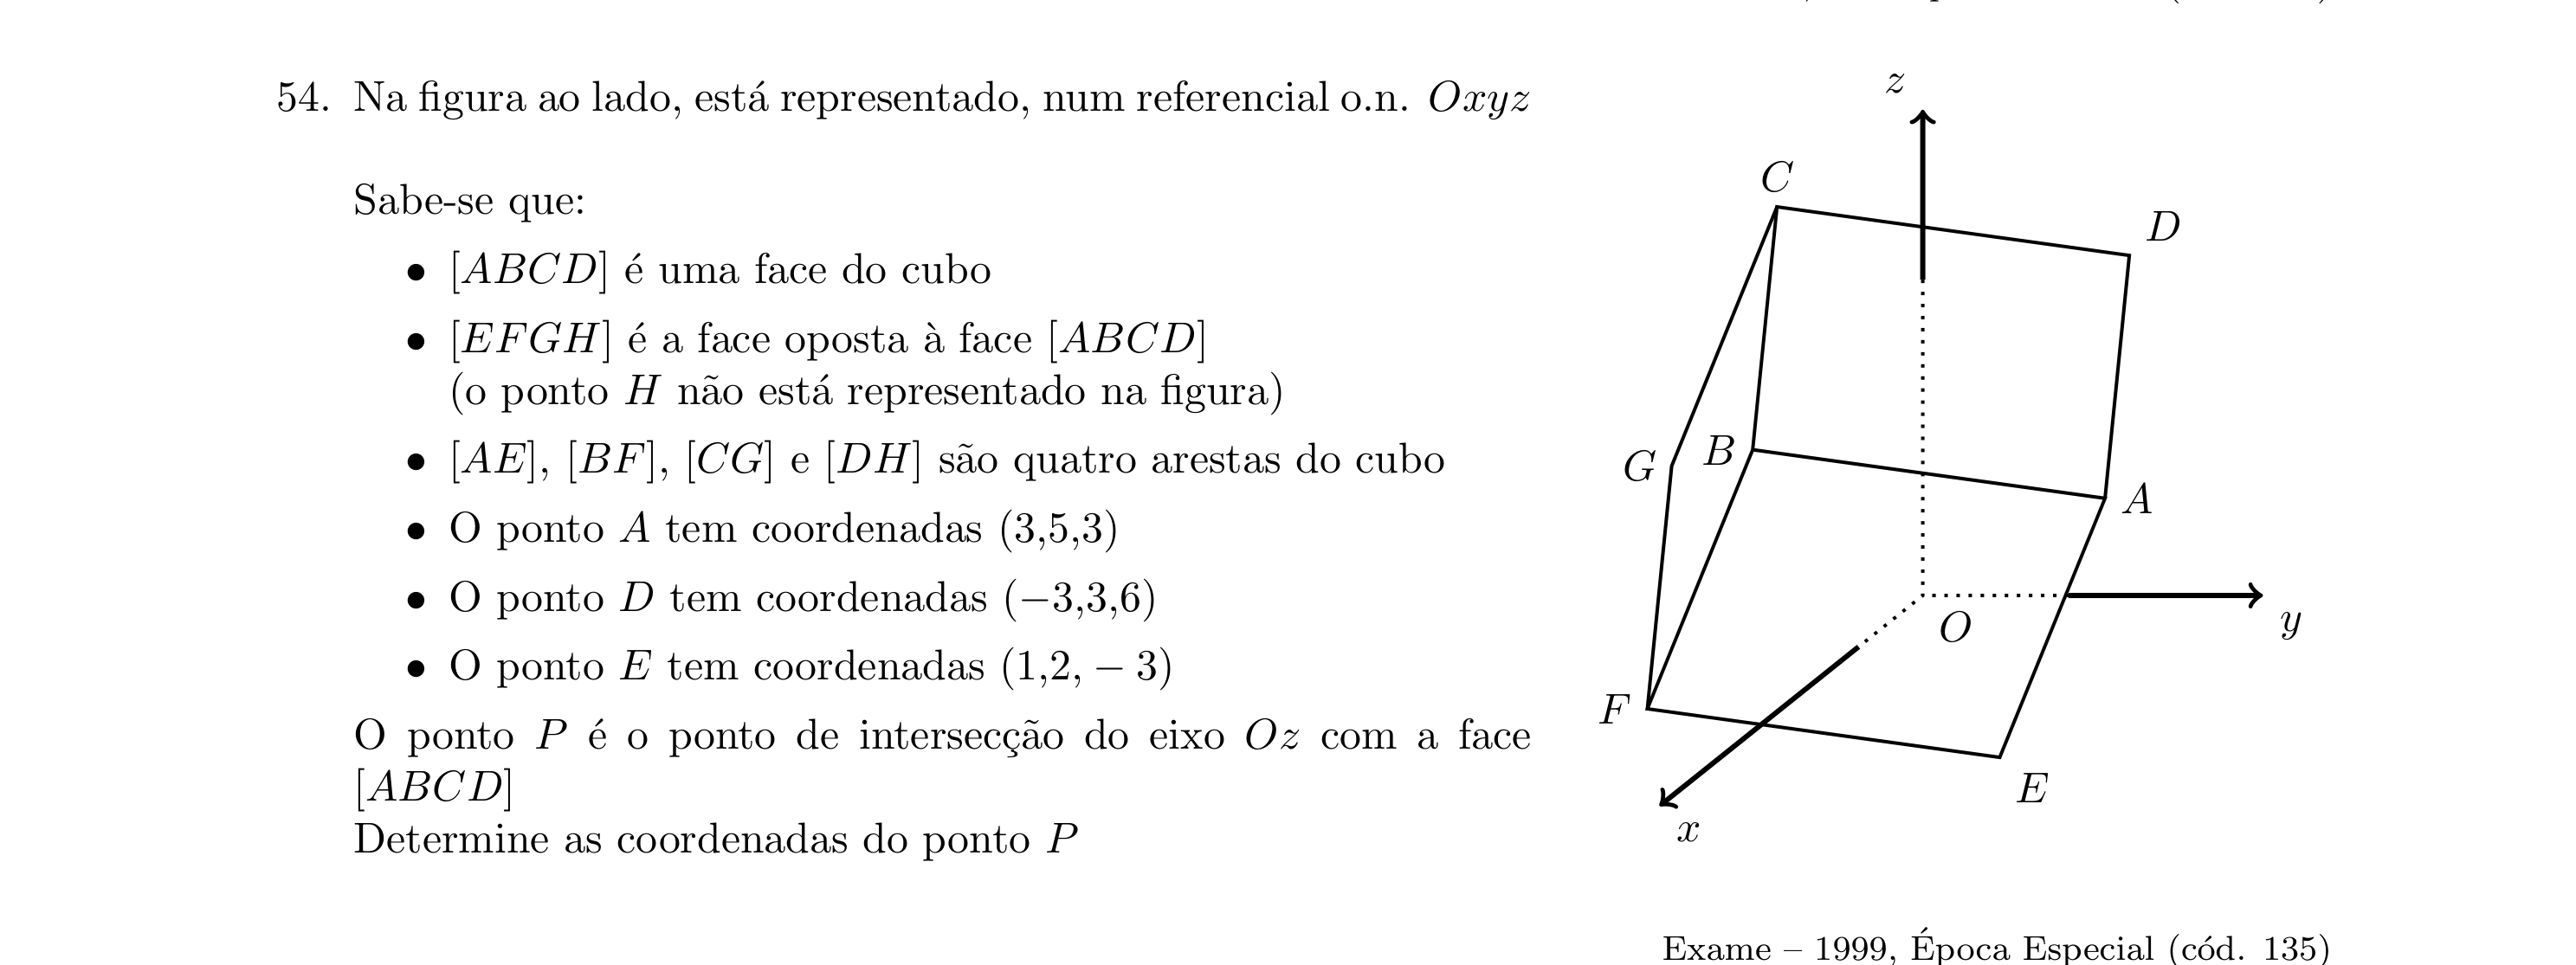 54. Na figura ao lado, está representado, num referencial o.n. Oxyz
Sabe-se que:
• [ABCD] é uma face do cubo
• [EFGH] é a face oposta à face [ABCD]
(o ponto H não está representado na figura)
• [AE], [BF], [CG] e [DH] são quatro arestas do cubo
• O ponto A tem coordenadas (3,5,3)
• O ponto D tem coordenadas (−3,3,6)
• O ponto E tem coordenadas (1,2, − 3)
O ponto P é o ponto de intersecção do eixo Oz com a face
[ABCD]
Determine as coordenadas do ponto P
z
C
D
G
B
A
O
y
F
E
x
Exame – 1999, Época Especial (cód. 135)